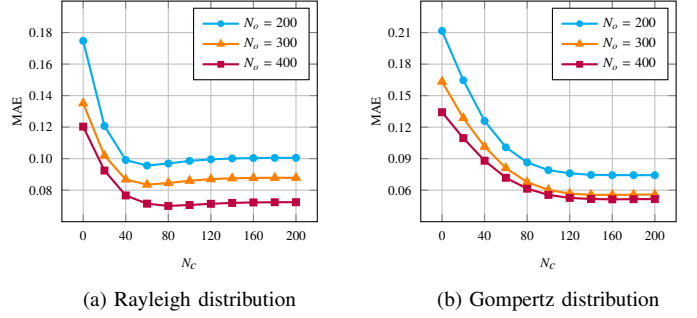 MAE
0.18
0.16
0.14
0.12
0.10
0.08
N_o = 200
N_o = 300
N_o = 400
0 40 80 120 160 200
N_C
(a) Rayleigh distribution
MAE
0.21
0.18
0.15
0.12
0.09
0.06
N_o = 200
N_o = 300
N_o = 400
0 40 80 120 160 200
N_C
(b) Gompertz distribution